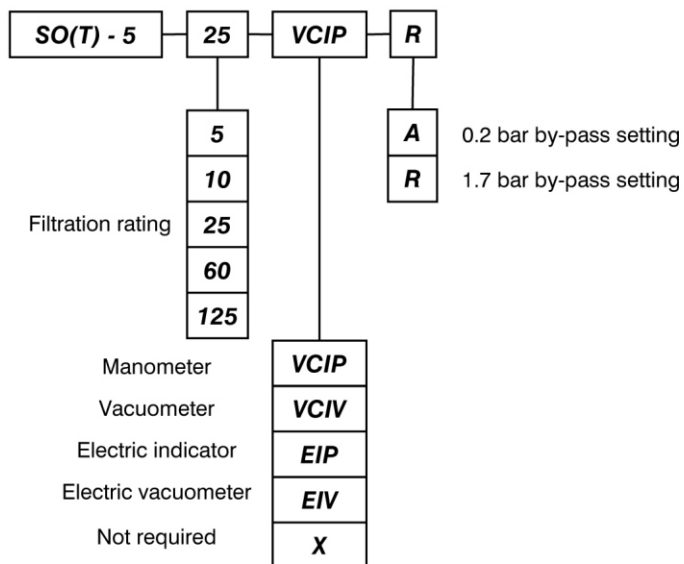 SO(T) - 5 25 VCIP R
5 A 0.2 bar by-pass setting
10 R 1.7 bar by-pass setting
Filtration rating 25
60
125
Manometer VCIP
Vacuometer VCIV
Electric indicator EIP
Electric vacuometer EIV
Not required X